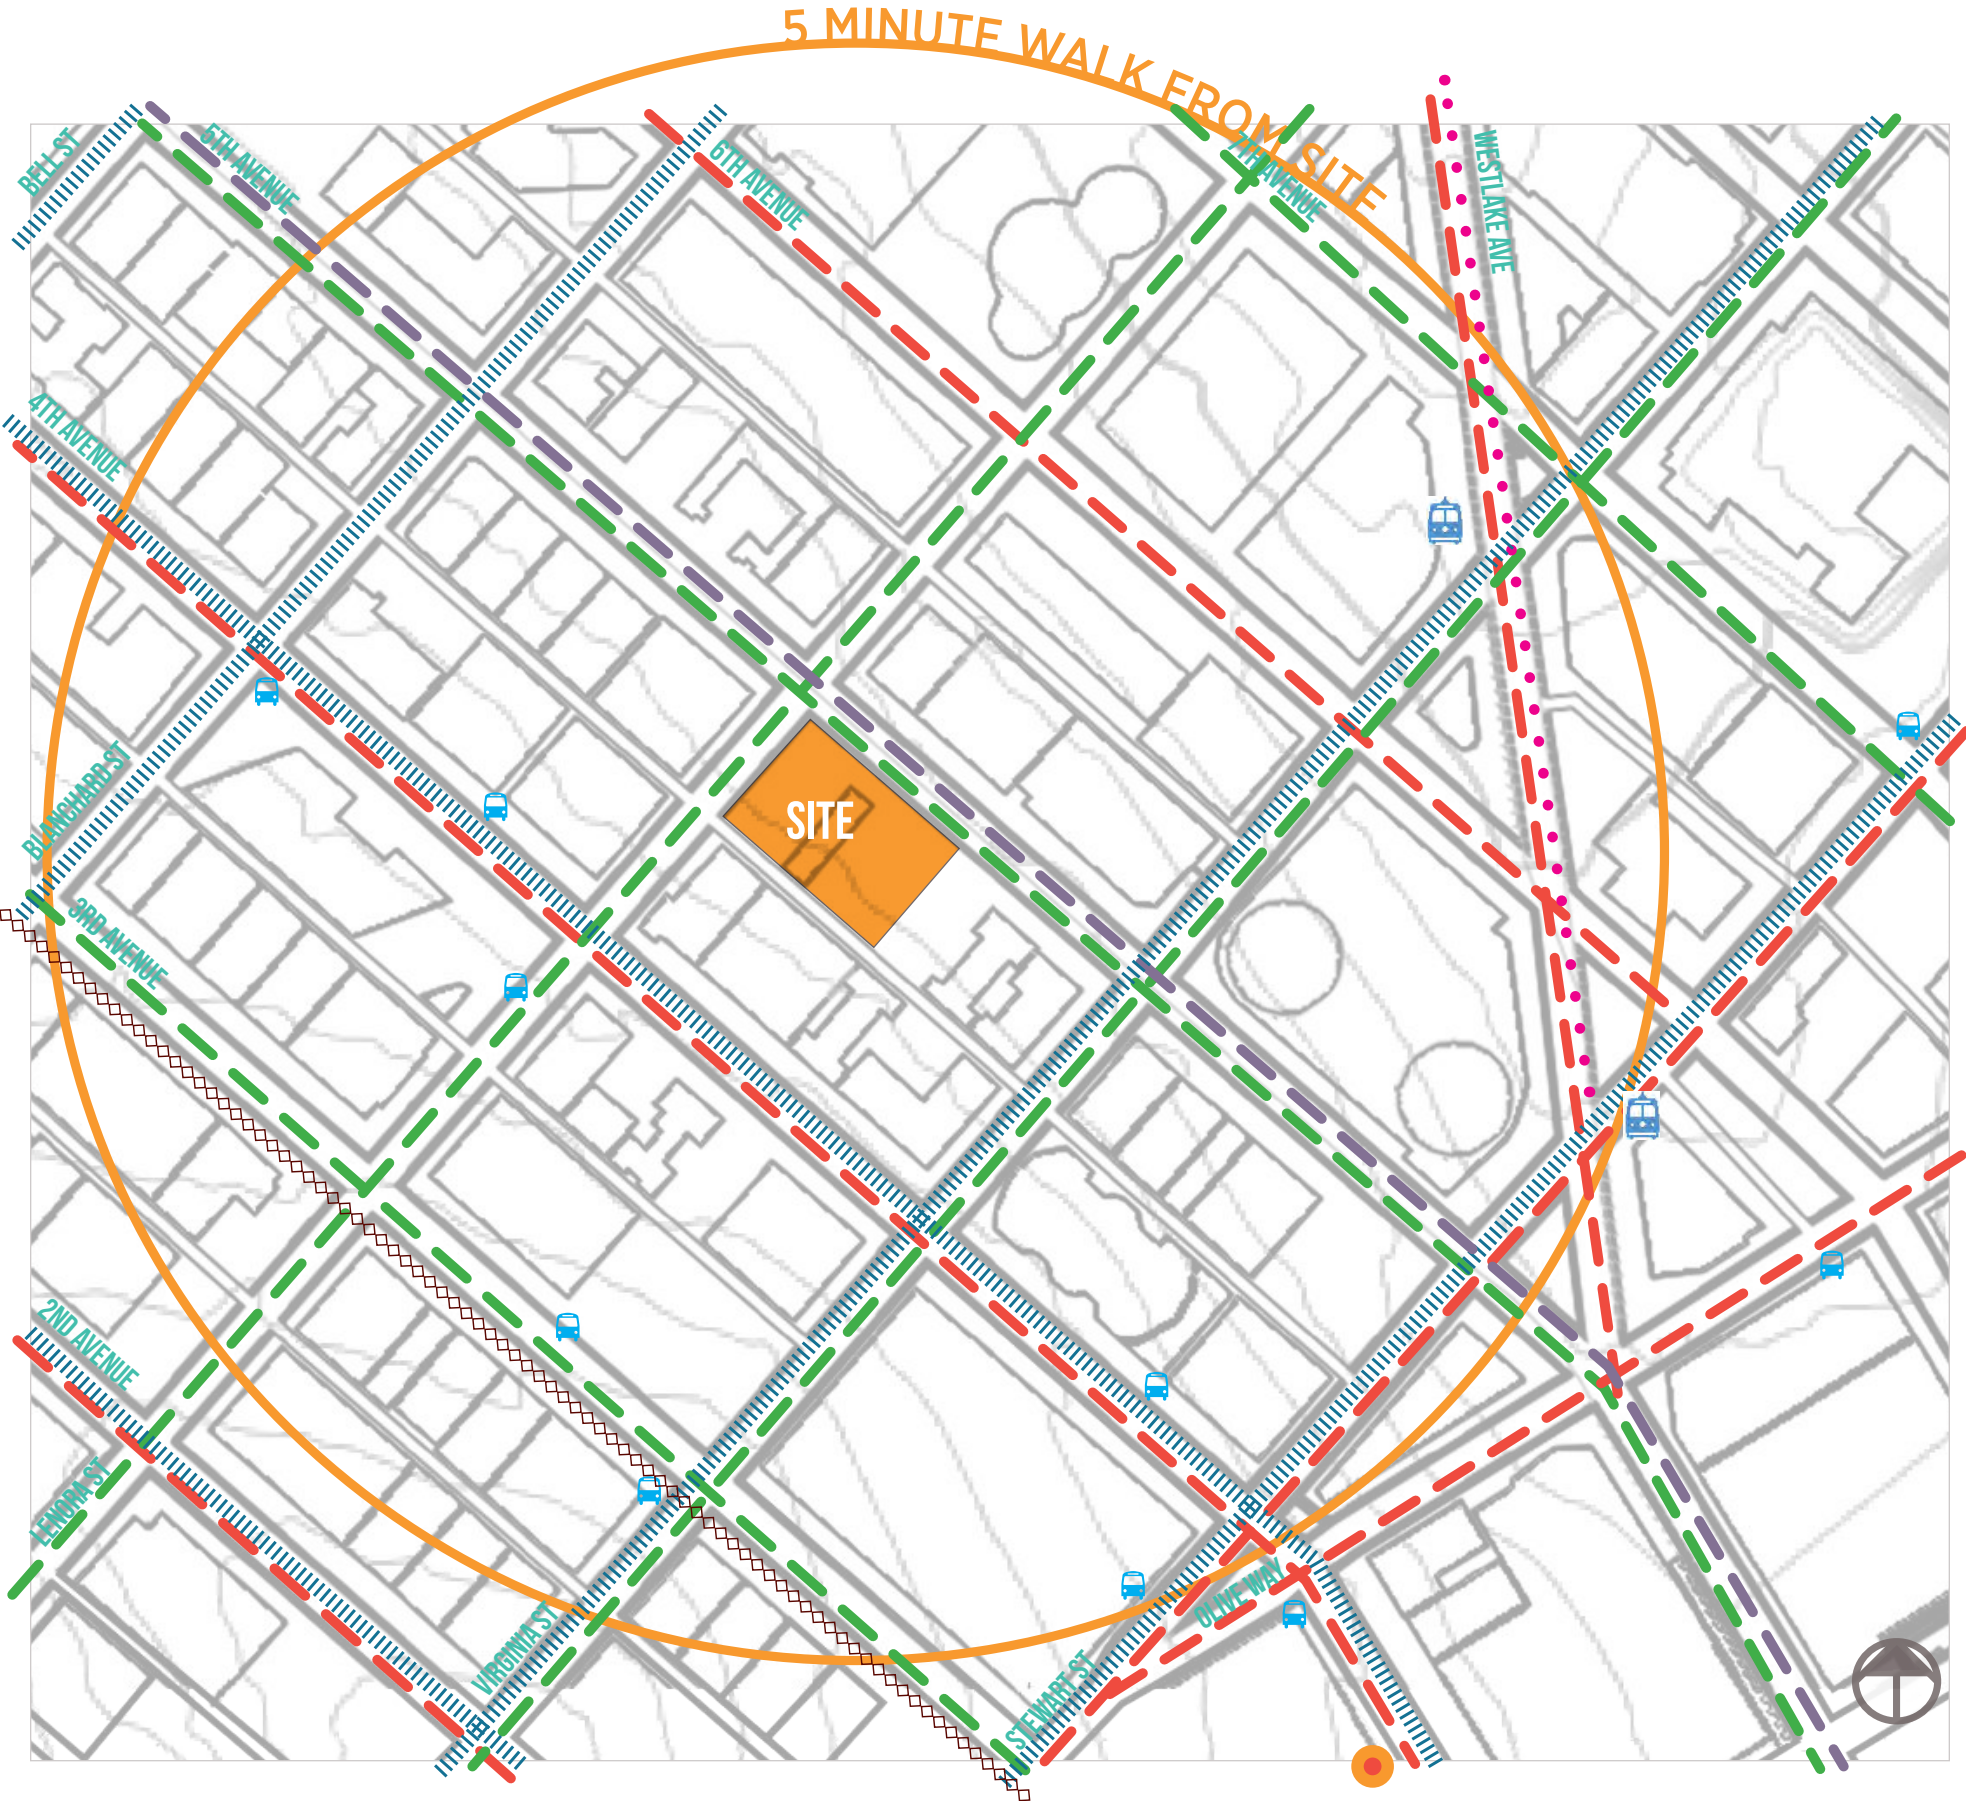 5 MINUTE WALK FROM SITE
BELL ST
5TH AVENUE
6TH AVENUE
7TH AVENUE
WESTLAKE AVE
4TH AVENUE
BLANCHARD ST
SITE
3RD AVENUE
2ND AVENUE
LENORA ST
VIRGINIA ST
OLIVE WAY
STEWART ST